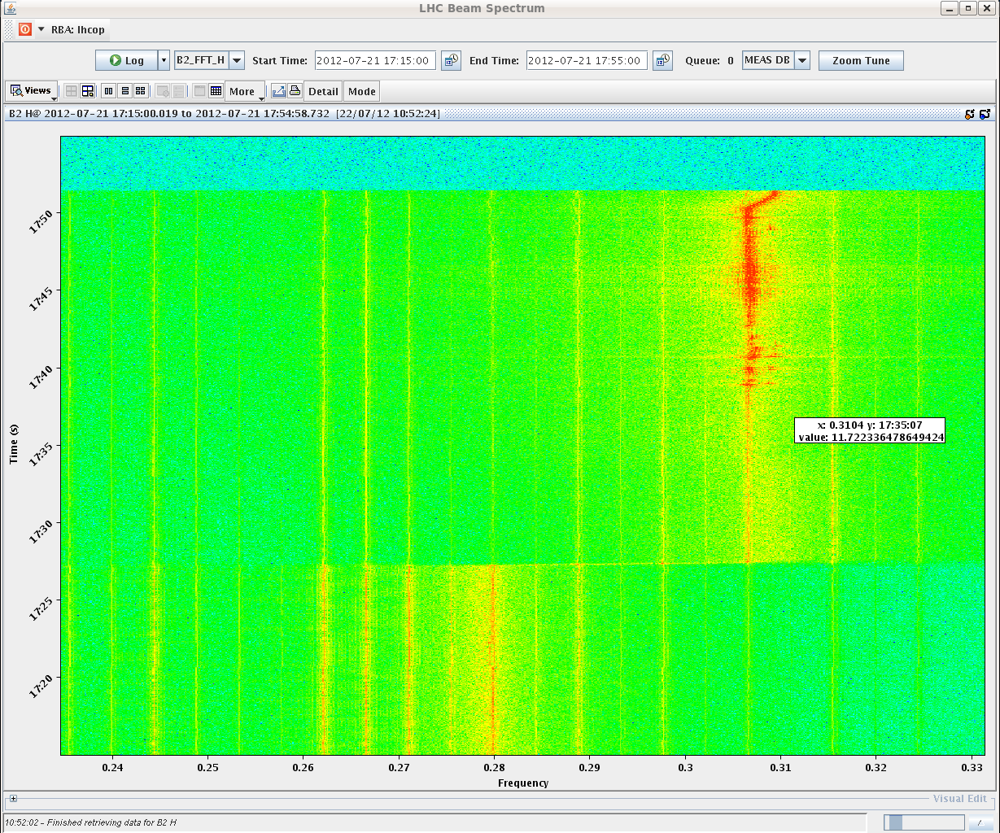 LHC Beam Spectrum
RBA: lhcop
Log B2_FFT_H Start Time: 2012-07-21 17:15:00 End Time: 2012-07-21 17:55:00 Queue: 0 MEAS DB Zoom Tune
Views More Detail Mode
B2 H@ 2012-07-21 17:15:00.019 to 2012-07-21 17:54:58.732 [22/07/12 10:52:24]
17:50
17:45
17:40
17:35
17:30
17:25
17:20
Time (s)
x: 0.3104 y: 17:35:07
value: 11.722336478649424
0.24 0.25 0.26 0.27 0.28 0.29 0.3 0.31 0.32 0.33
Frequency
Visual Edit
10:52:02 - Finished retrieving data for B2 H